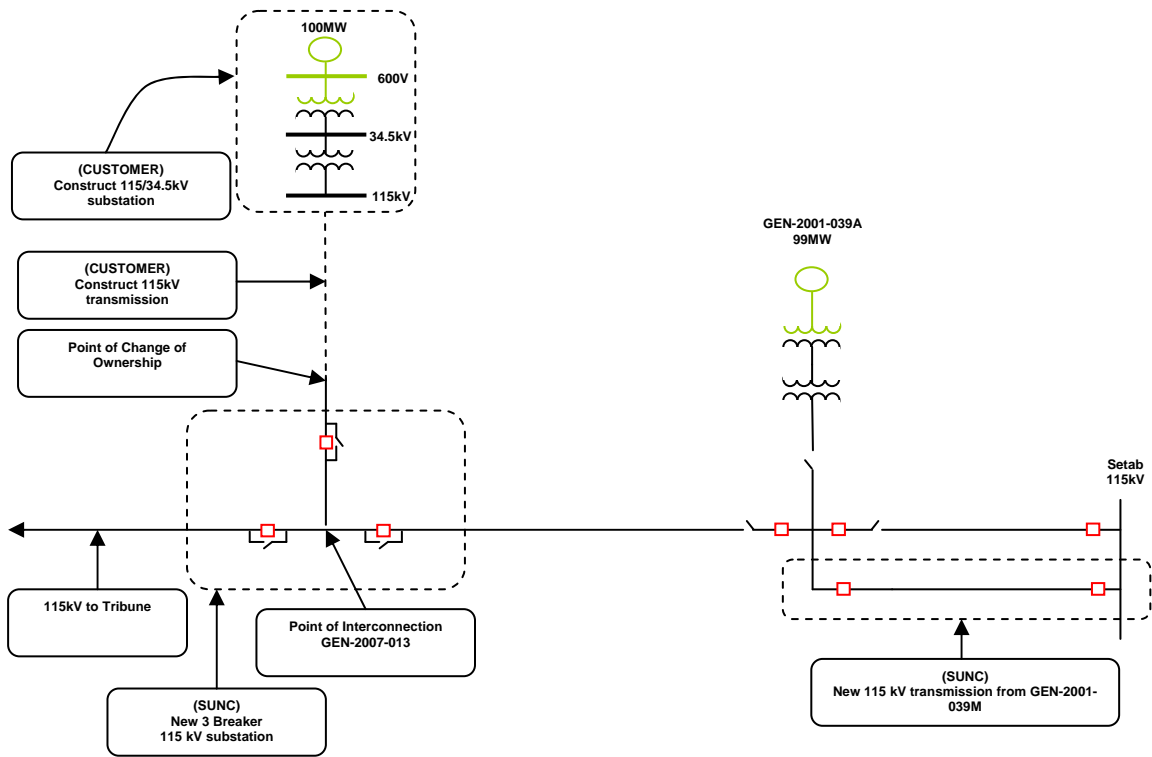 100MW
600V
34.5kV
115kV
(CUSTOMER)
Construct 115/34.5kV
substation
(CUSTOMER)
Construct 115kV
transmission
Point of Change of
Ownership
GEN-2001-039A
99MW
Setab
115kV
115kV to Tribune
Point of Interconnection
GEN-2007-013
(SUNC)
New 3 Breaker
115 kV substation
(SUNC)
New 115 kV transmission from GEN-2001-
039M